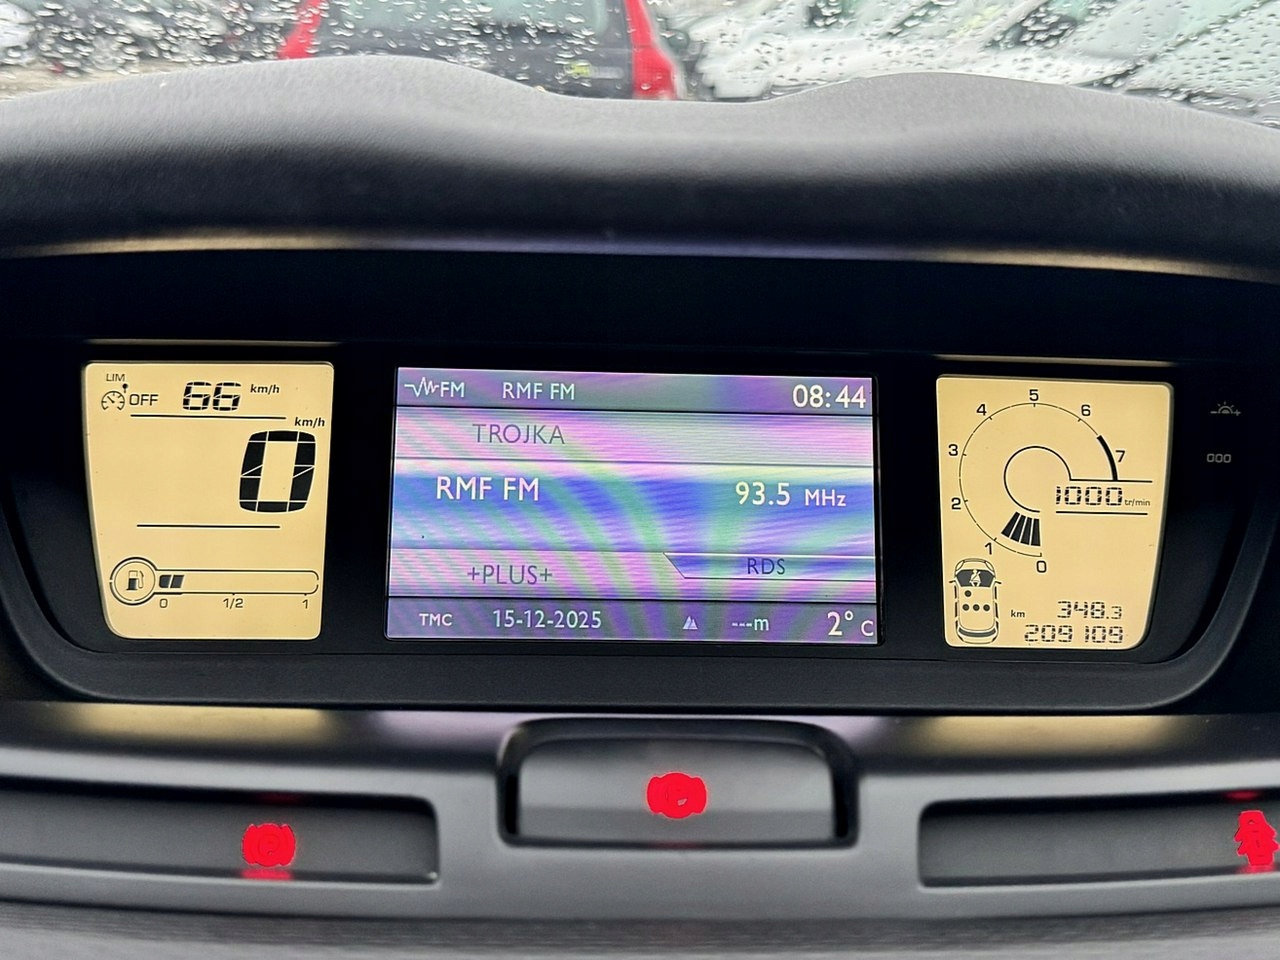 LIM
OFF 66 km/h
km/h
0
0 1/2 1
FM RMF FM 08:44
TROJKA
RMF FM 93.5 MHz
+PLUS+ RDS
TMC 15-12-2025 ---m 2° C
5
4 6
3 7
1000 tr/min
2
1
0
km 348.3
209109